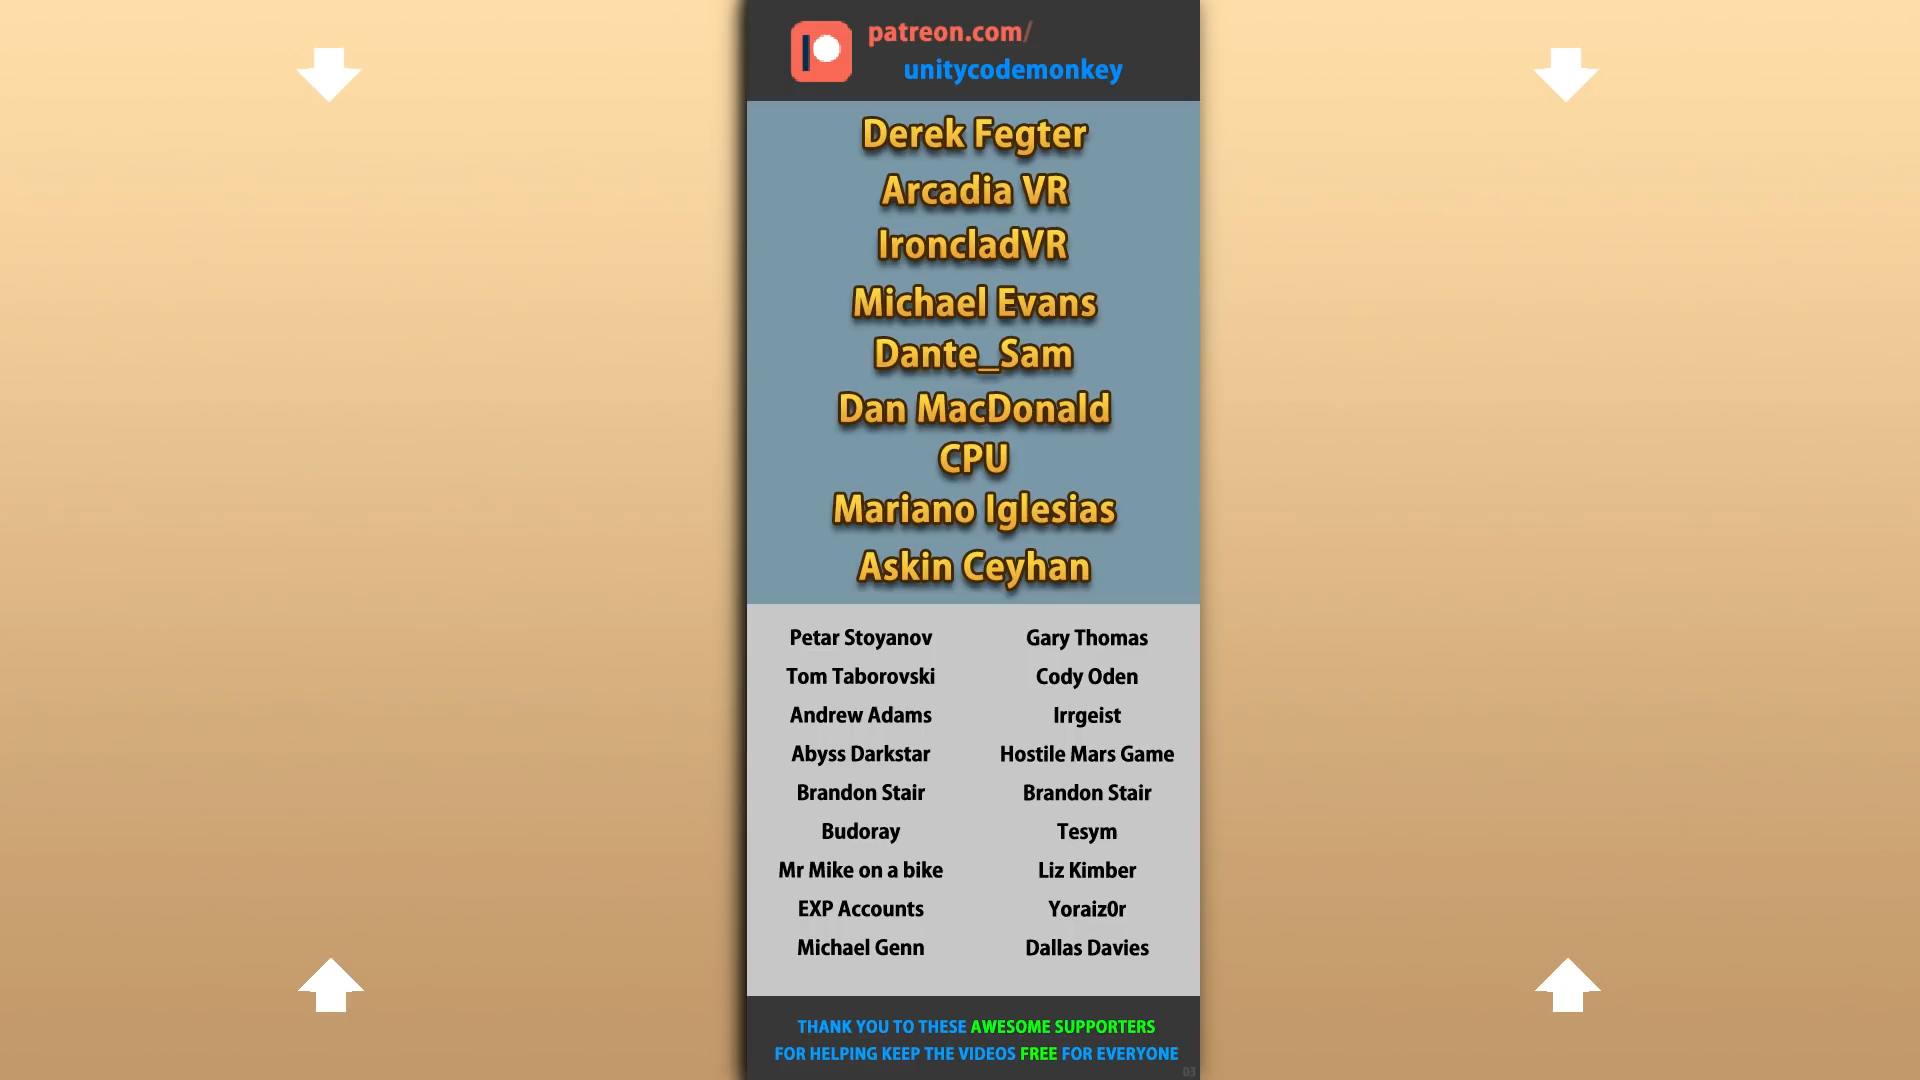 patreon.com/
unitycodemonkey
Derek Fegter
Arcadia VR
IroncladVR
Michael Evans
Dante_Sam
Dan MacDonald
CPU
Mariano Iglesias
Askin Ceyhan
Petar Stoyanov Gary Thomas
Tom Taborovski Cody Oden
Andrew Adams Irrgeist
Abyss Darkstar Hostile Mars Game
Brandon Stair Brandon Stair
Budoray Tesym
Mr Mike on a bike Liz Kimber
EXP Accounts Yoraiz0r
Michael Genn Dallas Davies
THANK YOU TO THESE AWESOME SUPPORTERS
FOR HELPING KEEP THE VIDEOS FREE FOR EVERYONE
03